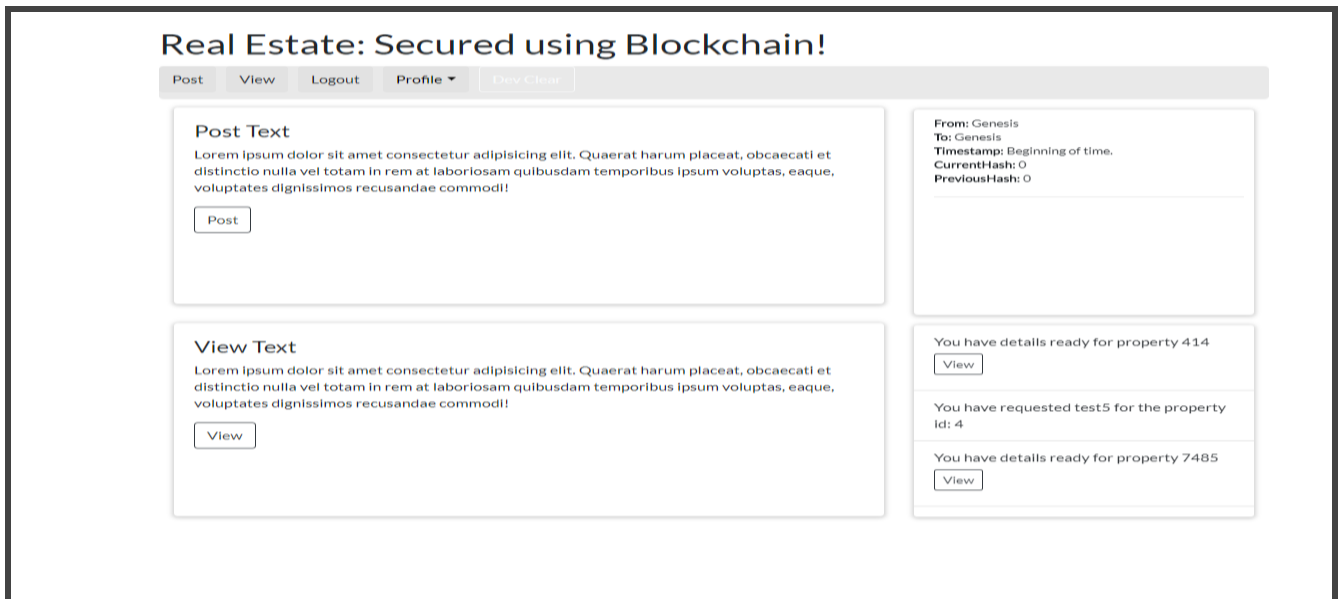 Real Estate: Secured using Blockchain!
Post View Logout Profile Dev Clear
Post Text
Lorem ipsum dolor sit amet consectetur adipisicing elit. Quaerat harum placeat, obcaecati et
distinctio nulla vel totam in rem at laboriosam quibusdam temporibus ipsum voluptas, eaque,
voluptates dignissimos recusandae commodi!
Post
From: Genesis
To: Genesis
Timestamp: Beginning of time.
CurrentHash: 0
PreviousHash: 0
View Text
Lorem ipsum dolor sit amet consectetur adipisicing elit. Quaerat harum placeat, obcaecati et
distinctio nulla vel totam in rem at laboriosam quibusdam temporibus ipsum voluptas, eaque,
voluptates dignissimos recusandae commodi!
View
You have details ready for property 414
View
You have requested test5 for the property
id: 4
You have details ready for property 7485
View